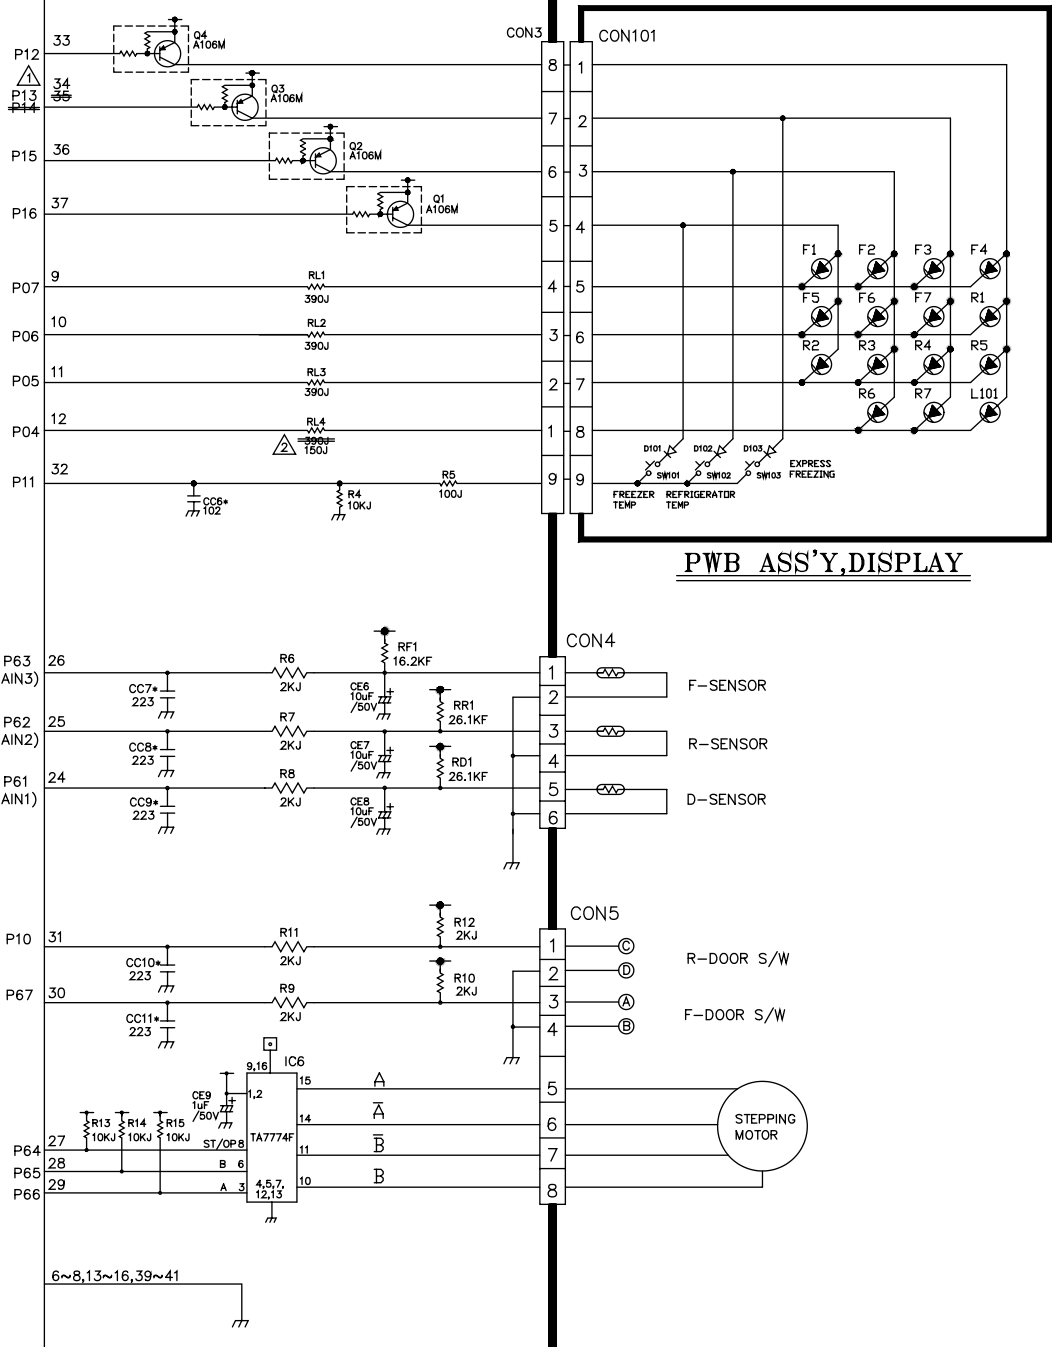 Q4
A106M
33
P12
1
34
P13 35
P14
Q3
A106M
36
P15
Q2
A106M
37
P16
Q1
A106M
CON3
CON101
8 1
7 2
6 3
5 4
4 5
3 6
2 7
1 8
9 9
9
P07
RL1
390J
10
P06
RL2
390J
11
P05
RL3
390J
12
P04
RL4
390J
150J
2
32
P11
CC6*
102
R4
10KJ
R5
100J
F1 F2 F3 F4
F5 F6 F7 R1
R2 R3 R4 R5
R6 R7 L101
D101 D102 D103
SW101 SW102 SW103
EXPRESS
FREEZING
FREEZER
TEMP
REFRIGERATOR
TEMP
PWB ASS'Y,DISPLAY
CON4
P63
AIN3)
26
CC7*
223
R6
2KJ
RF1
16.2KF
CE6
10uF
/50V
1
2
F-SENSOR
P62
AIN2)
25
CC8*
223
R7
2KJ
RR1
26.1KF
CE7
10uF
/50V
3
4
R-SENSOR
P61
AIN1)
24
CC9*
223
R8
2KJ
RD1
26.1KF
CE8
10uF
/50V
5
6
D-SENSOR
CON5
P10
31
CC10*
223
R11
2KJ
R12
2KJ
1 C
2 D
R-DOOR S/W
P67
30
CC11*
223
R9
2KJ
R10
2KJ
3 A
4 B
F-DOOR S/W
9,16
IC6
1,2
CE9
1uF
/50V
TA7774F
4,5,7,
12,13
R13
10KJ
R14
10KJ
R15
10KJ
P64 27 ST/OP 8
P65 28 B 6
P66 29 A 3
15 A 5
14 A̅ 6
11 B̅ 7
10 B 8
STEPPING
MOTOR
6~8,13~16,39~41